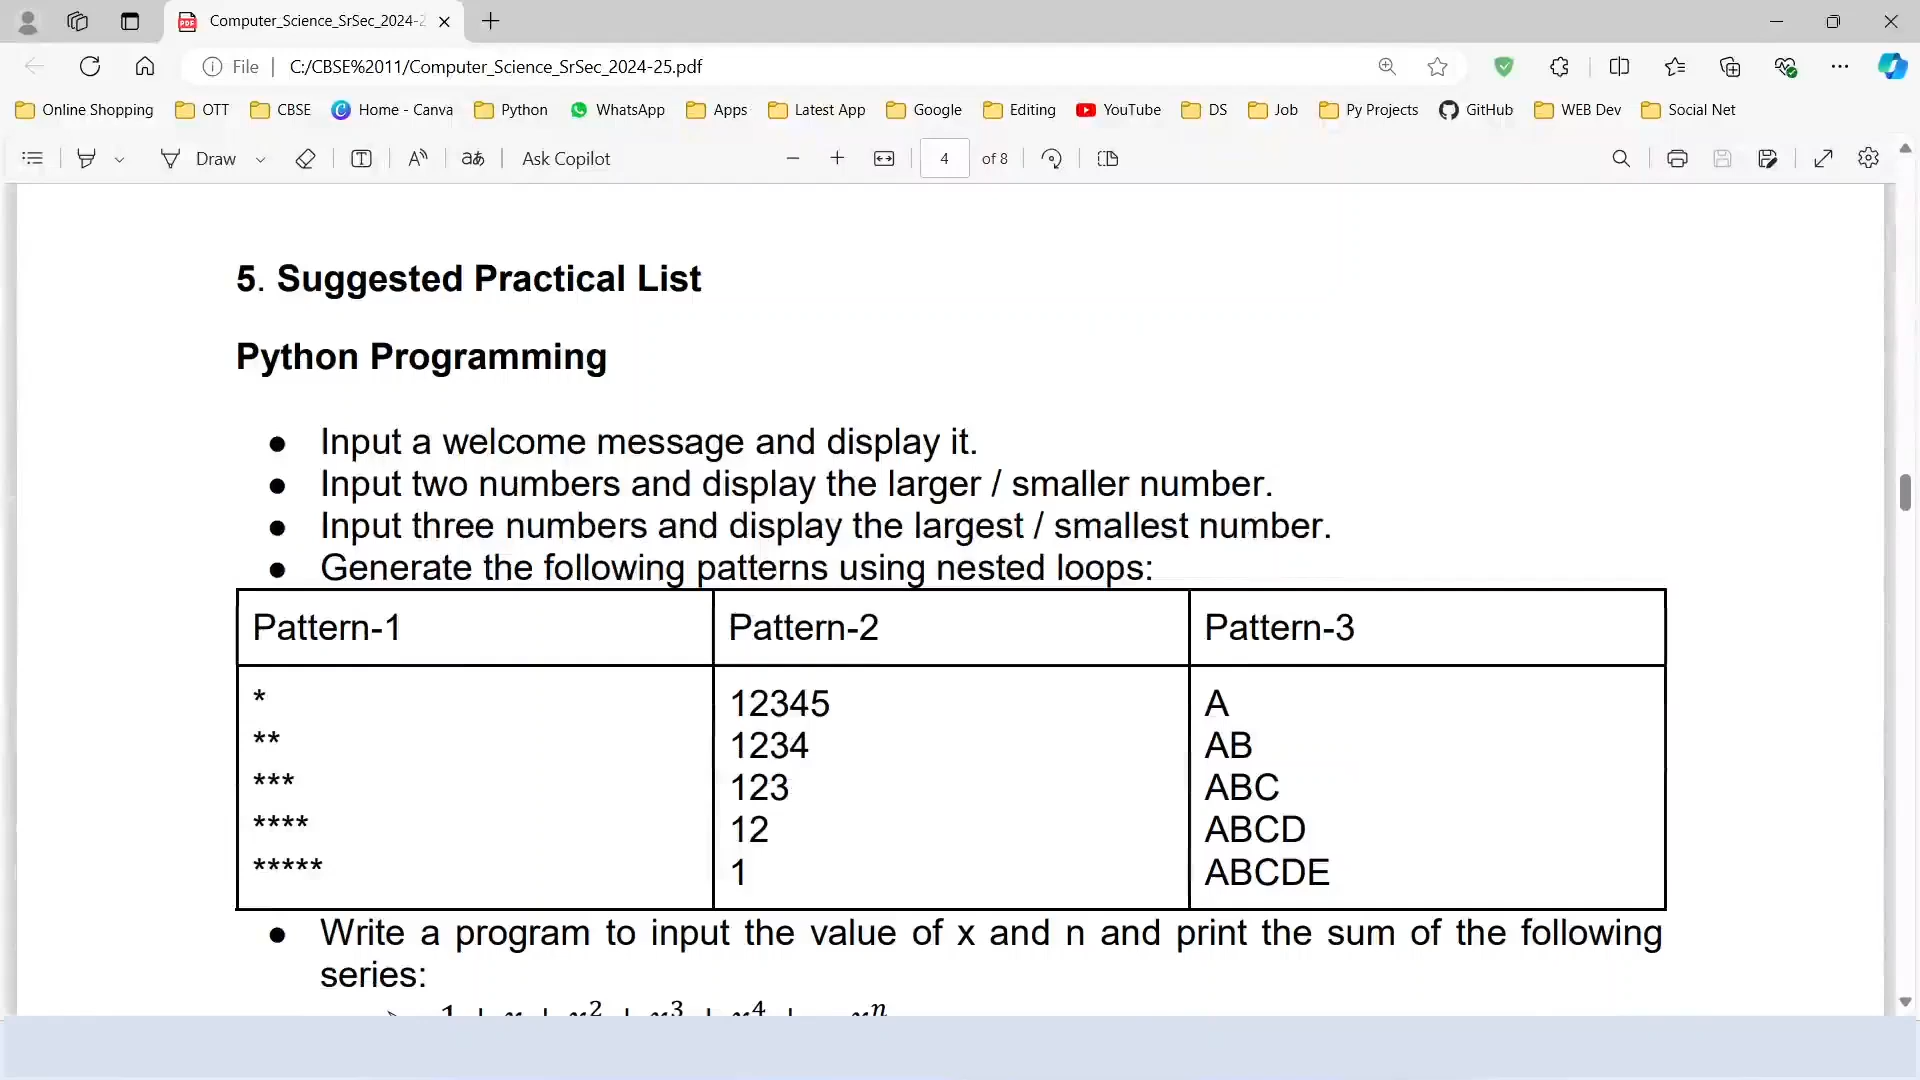 Computer_Science_SrSec_2024-2
File
C:/CBSE%2011/Computer_Science_SrSec_2024-25.pdf
Online Shopping OTT CBSE Home - Canva Python WhatsApp Apps Latest App Google Editing YouTube DS Job Py Projects GitHub WEB Dev Social Net
Draw T A aあ Ask Copilot − + 4 of 8
5. Suggested Practical List
Python Programming
● Input a welcome message and display it.
● Input two numbers and display the larger / smaller number.
● Input three numbers and display the largest / smallest number.
● Generate the following patterns using nested loops:
Pattern-1 Pattern-2 Pattern-3
* 12345 A
** 1234 AB
*** 123 ABC
**** 12 ABCD
***** 1 ABCDE
● Write a program to input the value of x and n and print the sum of the following
series: